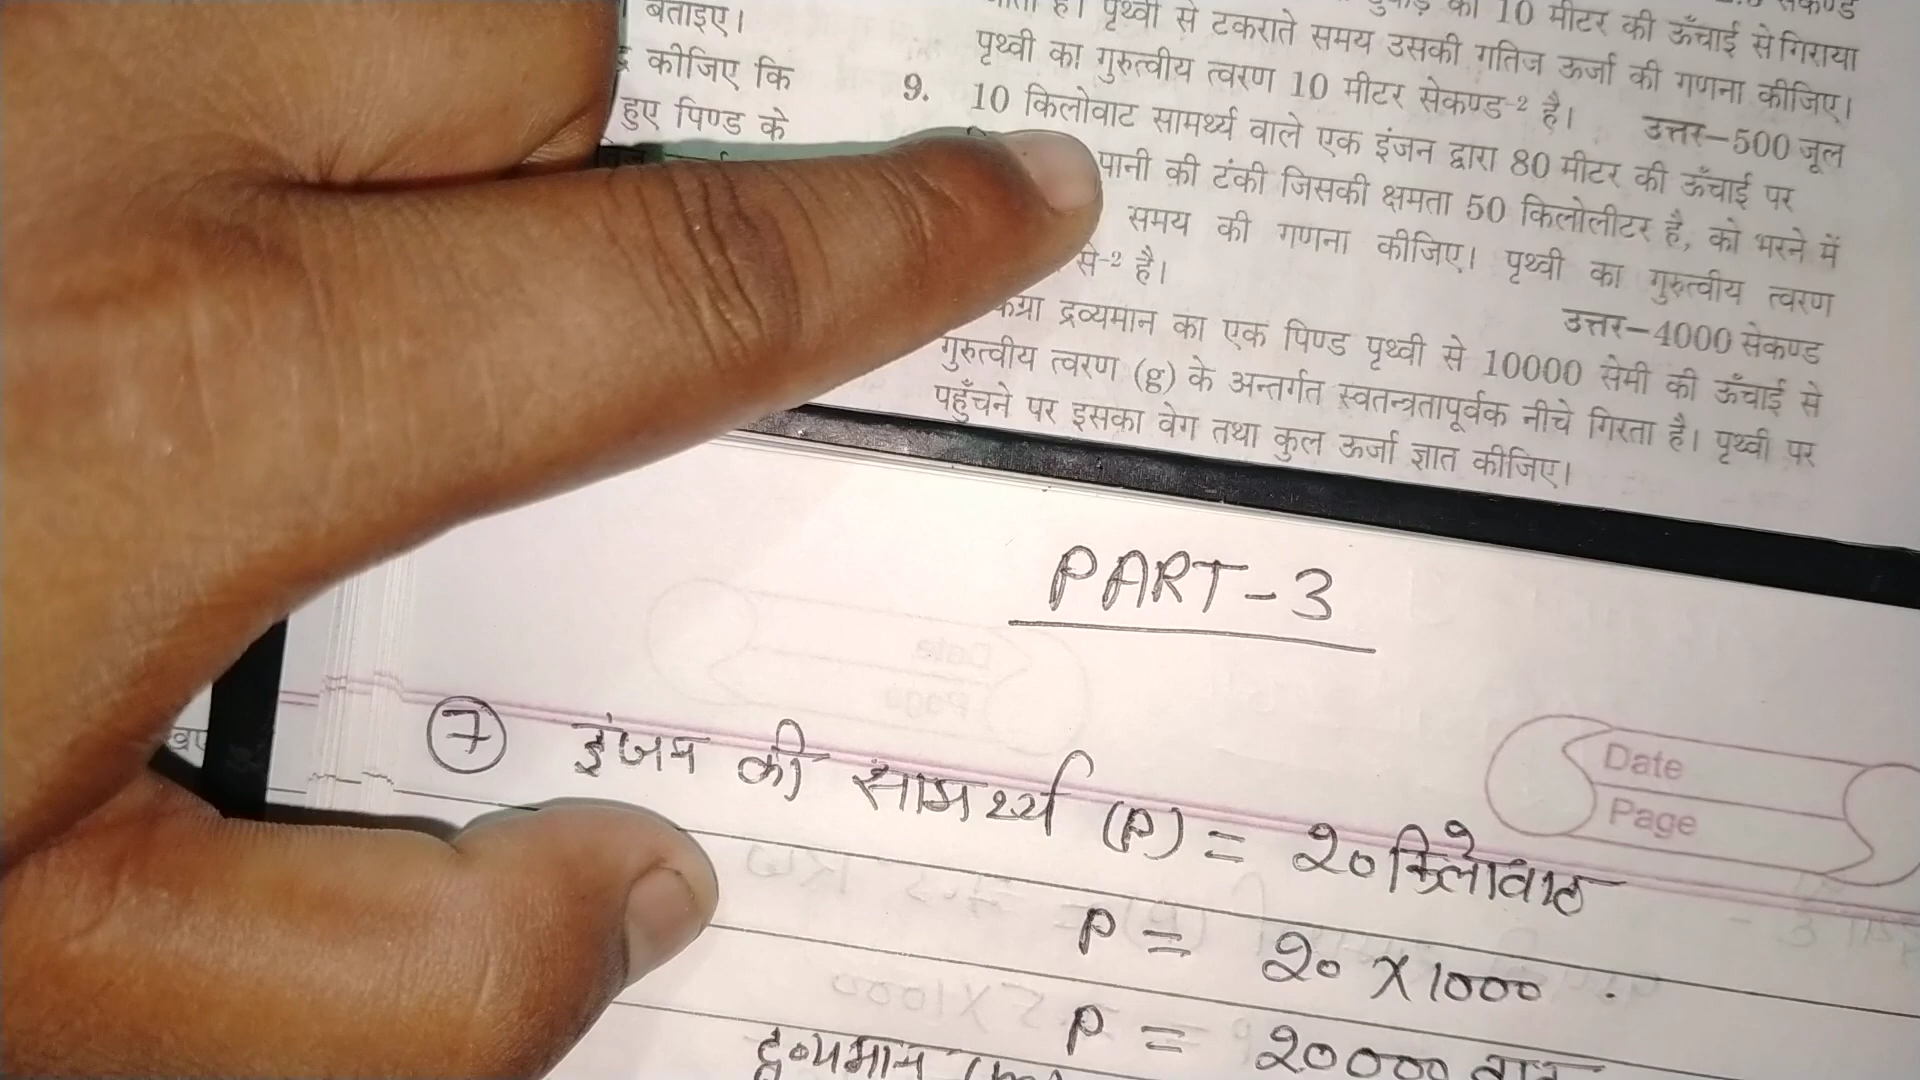 बताइए।
कीजिए कि
हुए पिण्ड के
10 मीटर की ऊँचाई से गिराया
पृथ्वी से टकराते समय उसकी गतिज ऊर्जा की गणना कीजिए।
पृथ्वी का गुरुत्वीय त्वरण 10 मीटर सेकण्ड-2 है। उत्तर–500 जूल
9. 10 किलोवाट सामर्थ्य वाले एक इंजन द्वारा 80 मीटर की ऊँचाई पर
पानी की टंकी जिसकी क्षमता 50 किलोलीटर है, को भरने में
समय की गणना कीजिए। पृथ्वी का गुरुत्वीय त्वरण
से-2 है। उत्तर–4000 सेकण्ड
द्रव्यमान का एक पिण्ड पृथ्वी से 10000 सेमी की ऊँचाई से
गुरुत्वीय त्वरण (g) के अन्तर्गत स्वतन्त्रतापूर्वक नीचे गिरता है। पृथ्वी पर
पहुँचने पर इसका वेग तथा कुल ऊर्जा ज्ञात कीजिए।
PART-3
Date
Page
7 इंजन की सामर्थ्य (P) = 20 किलोवाट
P = 20 X 1000
P = 20000 वाट
द्रव्यमान